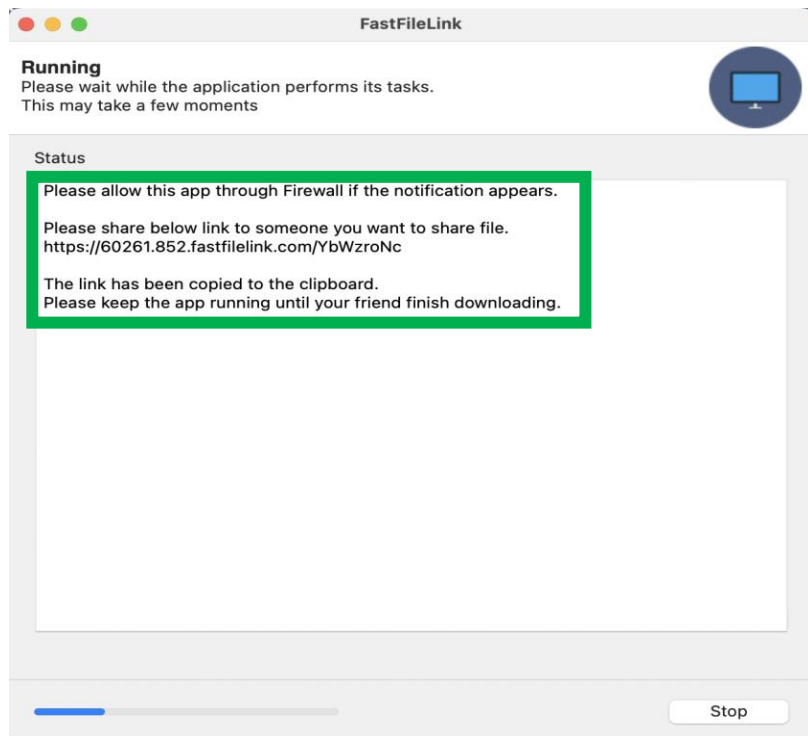 FastFileLink
Running
Please wait while the application performs its tasks.
This may take a few moments
Status
Please allow this app through Firewall if the notification appears.
Please share below link to someone you want to share file.
https://60261.852.fastfilelink.com/YbWzroNc
The link has been copied to the clipboard.
Please keep the app running until your friend finish downloading.
Stop